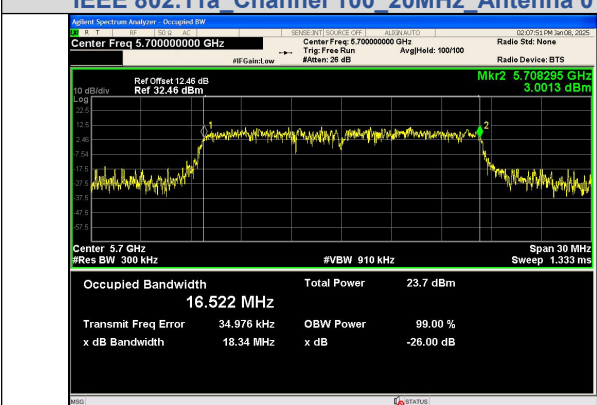 IEEE 802.11a_Channel 100_20MHz_Antenna 0
Agilent Spectrum Analyzer - Occupied BW
R T RF 50 Ω AC SENSE:INT SOURCE OFF ALIGN AUTO 02:07:51 PM Jan 08, 2025
Center Freq 5.700000000 GHz Center Freq: 5.700000000 GHz Radio Std: None
Trig: Free Run Avg|Hold: 100/100
#IFGain:Low #Atten: 26 dB Radio Device: BTS
Mkr2 5.708295 GHz
Ref Offset 12.46 dB
10 dB/div Ref 32.46 dBm 3.0013 dBm
Log
22.5
12.5
1
2
2.46
-7.54
-17.5
-27.5
-37.5
-47.5
-57.5
Center 5.7 GHz Span 30 MHz
#Res BW 300 kHz #VBW 910 kHz Sweep 1.333 ms
Occupied Bandwidth Total Power 23.7 dBm
16.522 MHz
Transmit Freq Error 34.976 kHz OBW Power 99.00 %
x dB Bandwidth 18.34 MHz x dB -26.00 dB
MSG STATUS